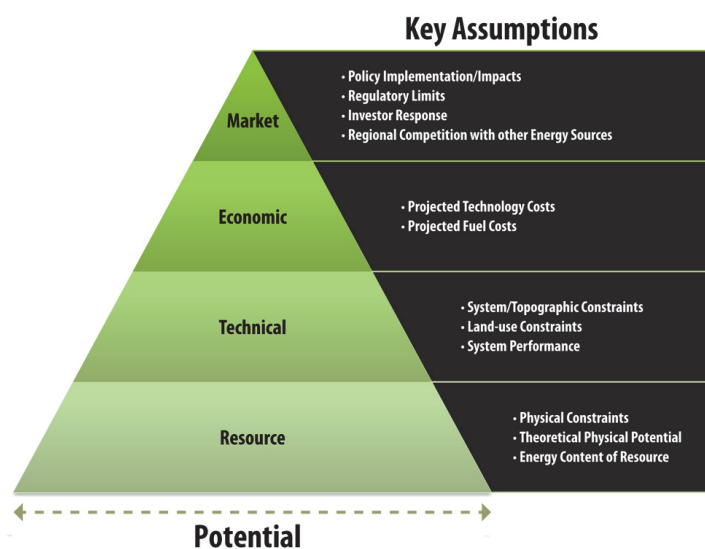 Key Assumptions
Market
• Policy Implementation/Impacts
• Regulatory Limits
• Investor Response
• Regional Competition with other Energy Sources
Economic
• Projected Technology Costs
• Projected Fuel Costs
Technical
• System/Topographic Constraints
• Land-use Constraints
• System Performance
Resource
• Physical Constraints
• Theoretical Physical Potential
• Energy Content of Resource
Potential